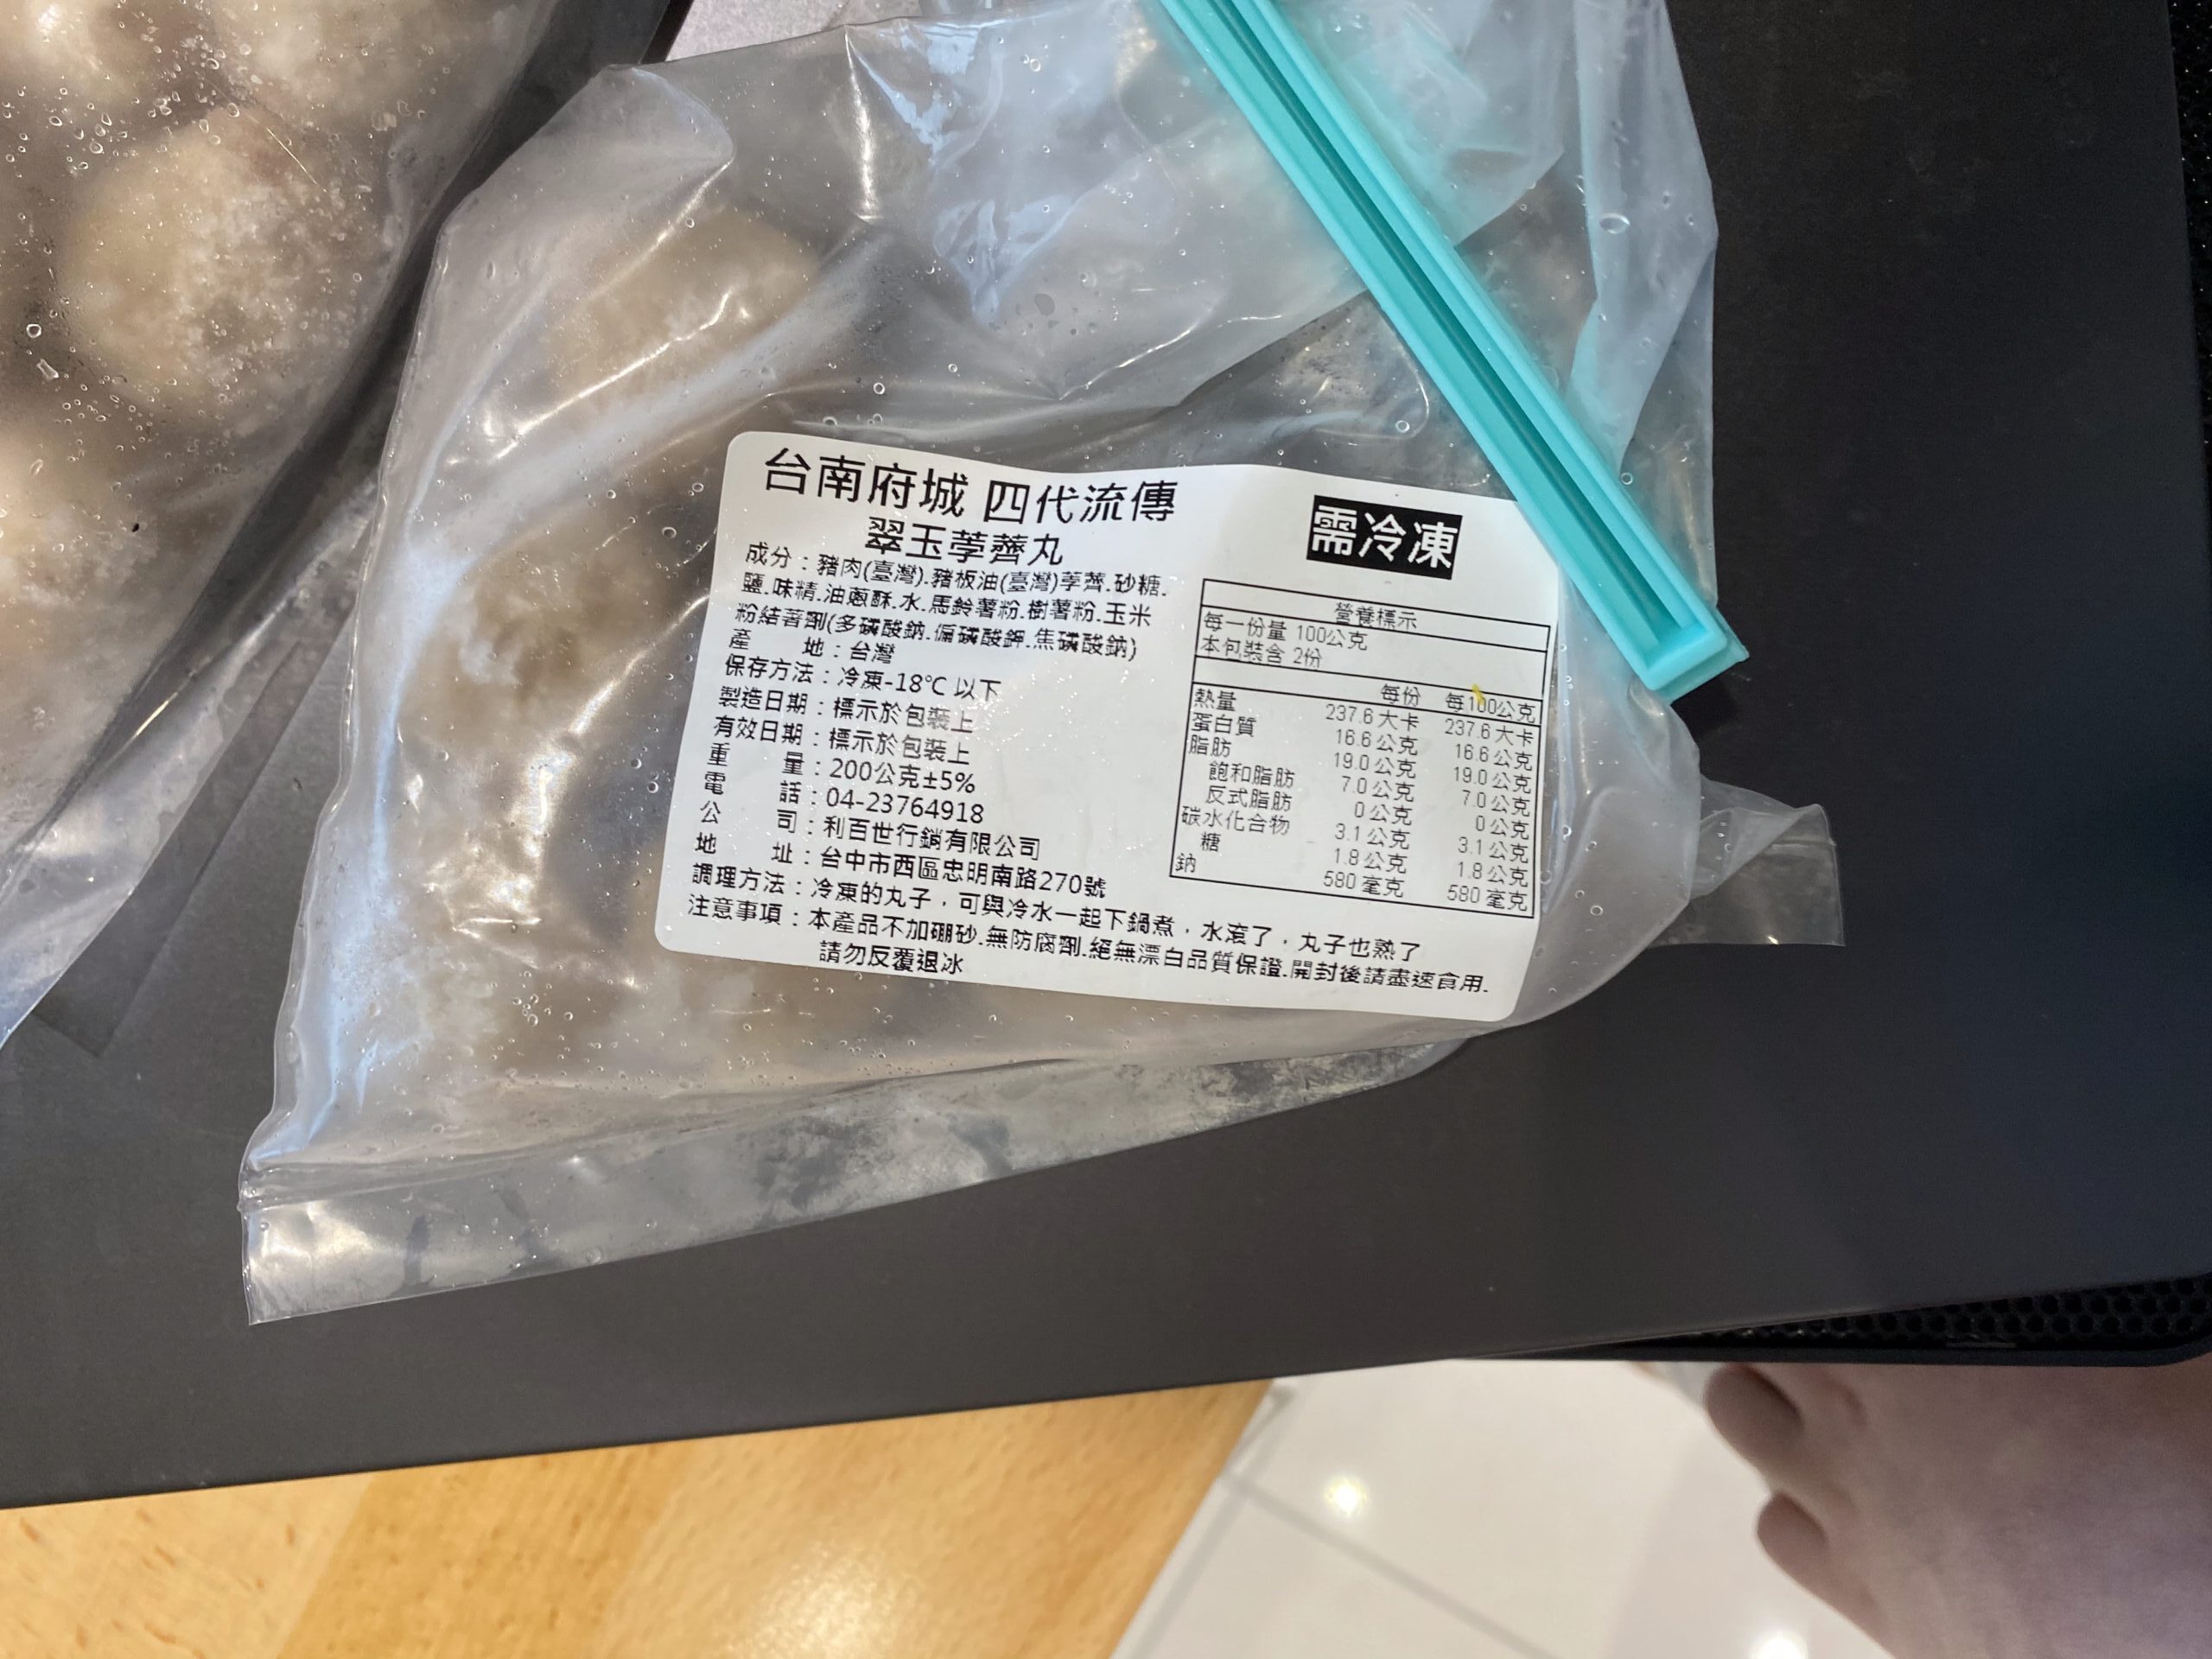 台南府城 四代流傳
翠玉荸薺丸
需冷凍
成分：豬肉(臺灣).豬板油(臺灣)荸薺.砂糖.
鹽.味精.油蔥酥.水.馬鈴薯粉.樹薯粉.玉米
粉結著劑(多磷酸鈉.偏磷酸鉀.焦磷酸鈉)
產 地：台灣
保存方法：冷凍-18℃ 以下
製造日期：標示於包裝上
有效日期：標示於包裝上
重 量：200公克±5%
電 話：04-23764918
公 司：利百世行銷有限公司
地 址：台中市西區忠明南路270號
調理方法：冷凍的丸子，可與冷水一起下鍋煮，水滾了，丸子也熟了
注意事項：本產品不加硼砂.無防腐劑.絕無漂白品質保證.開封後請盡速食用.
請勿反覆退冰
營養標示
每一份量 100公克
本包裝含 2份
每份 每100公克
熱量 237.6 大卡 237.6 大卡
蛋白質 16.6 公克 16.6 公克
脂肪 19.0 公克 19.0 公克
飽和脂肪 7.0 公克 7.0 公克
反式脂肪 0 公克 0 公克
碳水化合物 3.1 公克 3.1 公克
糖 1.8 公克 1.8 公克
鈉 580 毫克 580 毫克